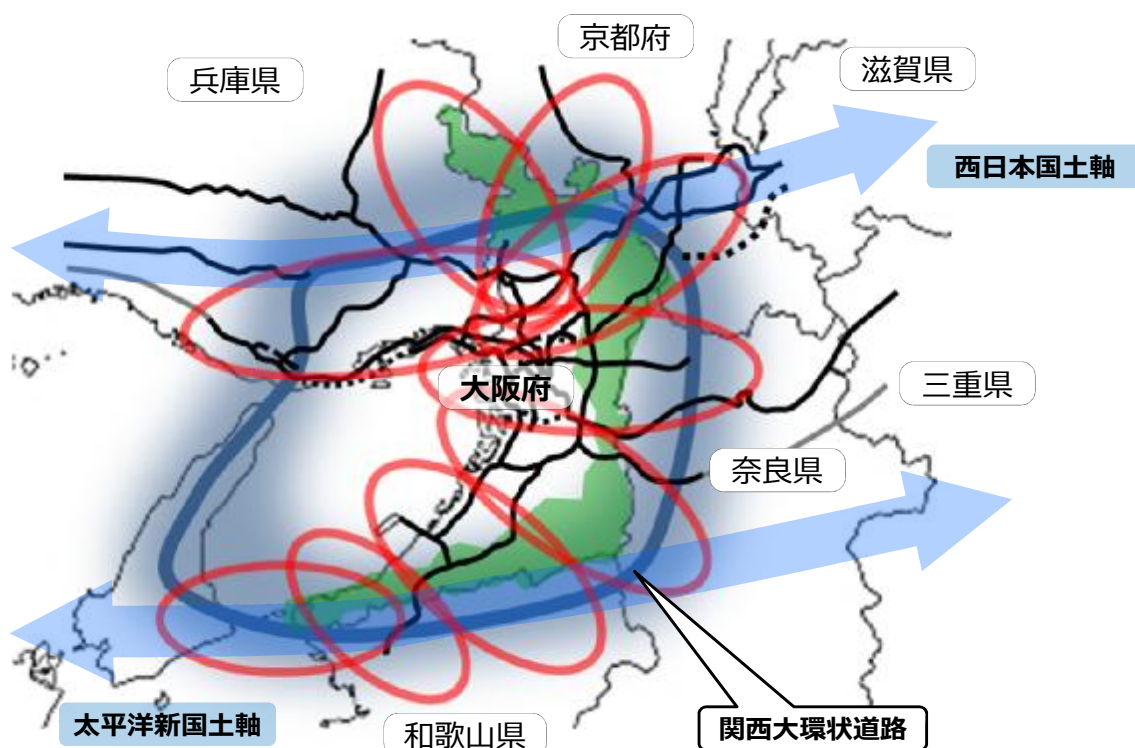 京都府
兵庫県
滋賀県
西日本国土軸
大阪府
三重県
奈良県
太平洋新国土軸
和歌山県
関西大環状道路